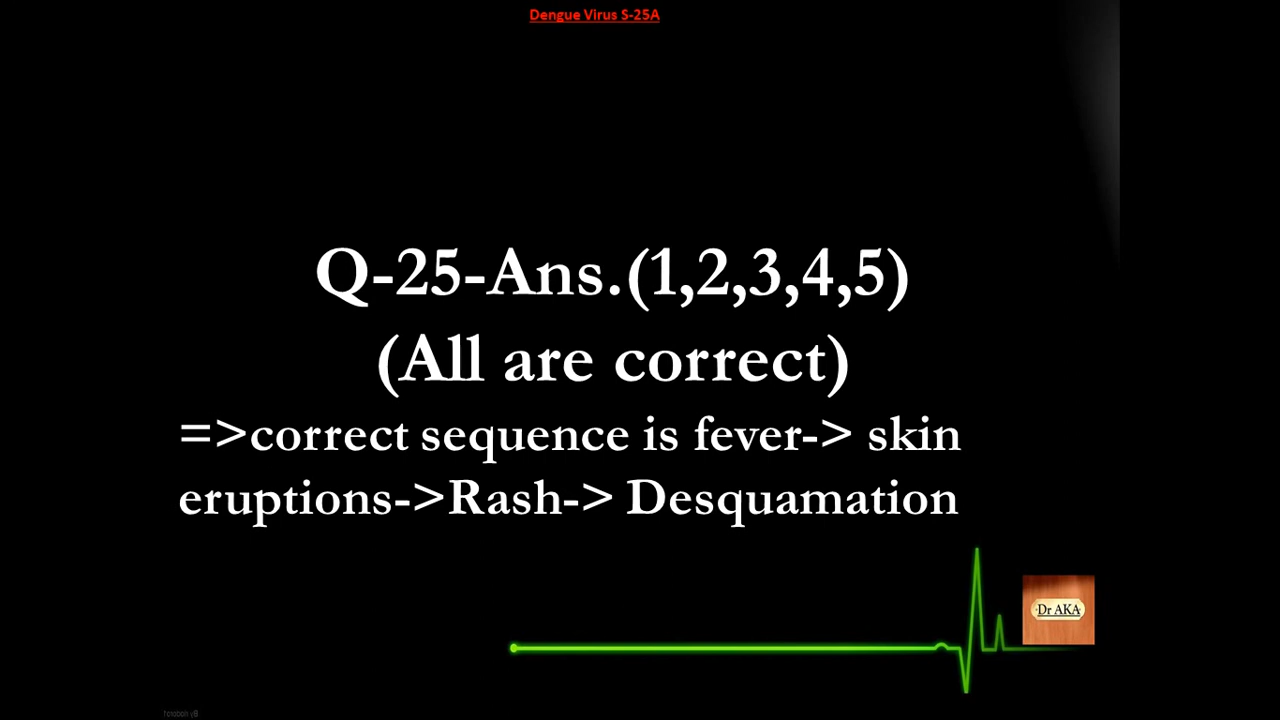 Dengue Virus S-25A
Q-25-Ans.(1,2,3,4,5)
(All are correct)
=>correct sequence is fever-> skin
eruptions->Rash-> Desquamation
Dr AKA